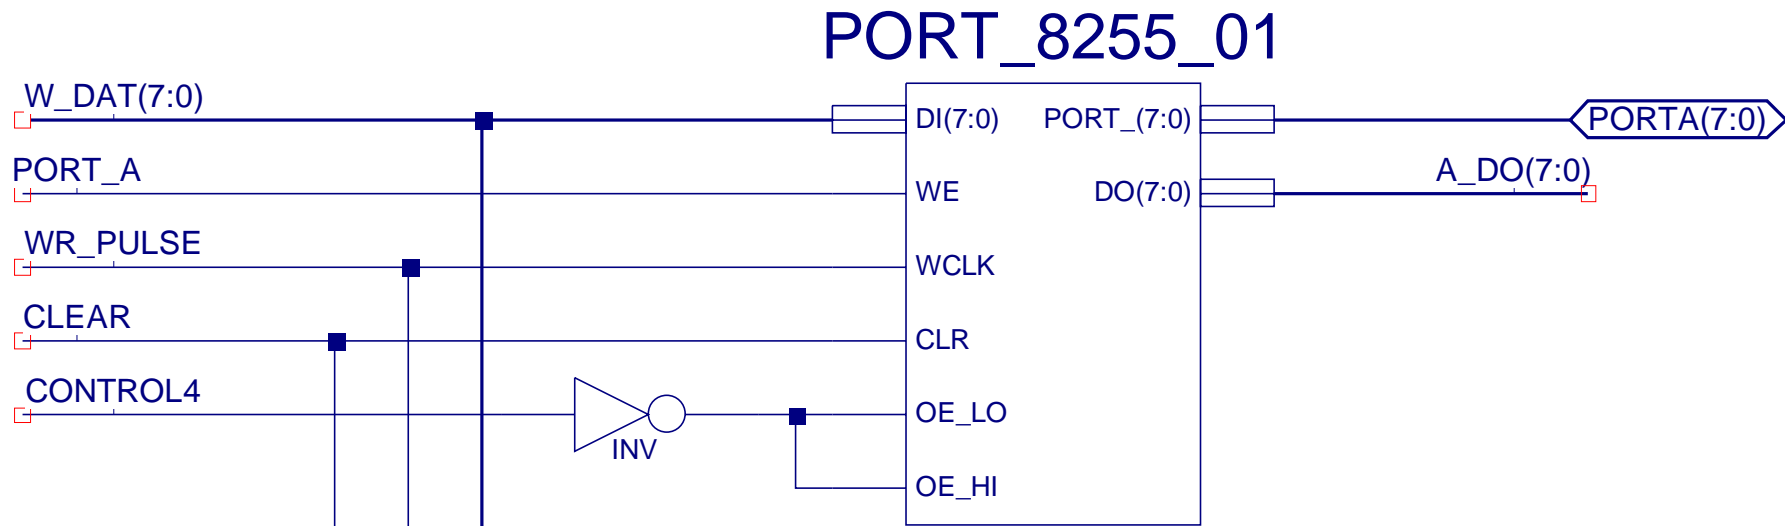 PORT_8255_01
W_DAT(7:0)
DI(7:0)
PORT_(7:0)
PORTA(7:0)
PORT_A
WE
DO(7:0)
A_DO(7:0)
WR_PULSE
WCLK
CLEAR
CLR
CONTROL4
INV
OE_LO
OE_HI